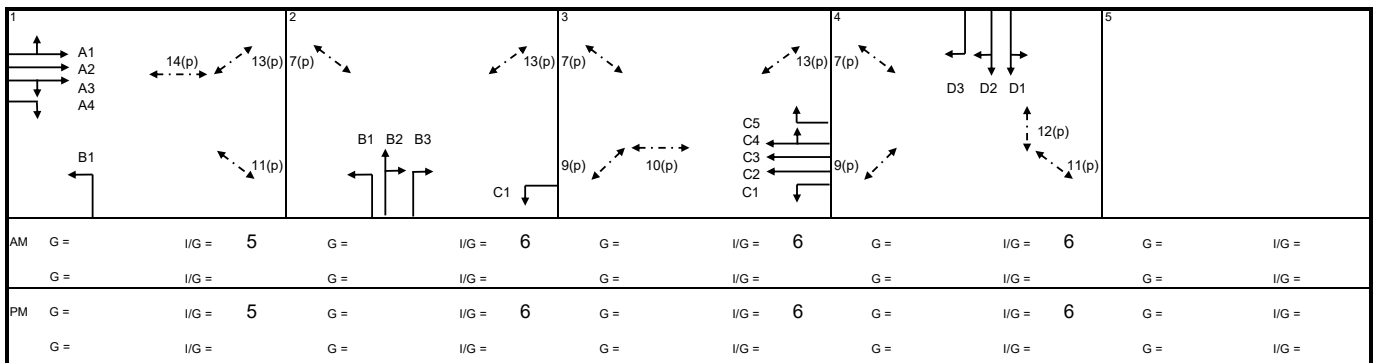 1 2 3 4 5
A1
A2
A3
A4
B1
14(p) 13(p)
11(p)
7(p) 13(p)
B1 B2 B3
C1
7(p) 13(p)
9(p) 10(p)
C5
C4
C3
C2
C1
7(p)
9(p)
D3 D2 D1
12(p)
11(p)
AM G = I/G = 5 G = I/G = 6 G = I/G = 6 G = I/G = 6 G = I/G =
G = I/G = G = I/G = G = I/G = G = I/G = G = I/G =
PM G = I/G = 5 G = I/G = 6 G = I/G = 6 G = I/G = 6 G = I/G =
G = I/G = G = I/G = G = I/G = G = I/G = G = I/G =